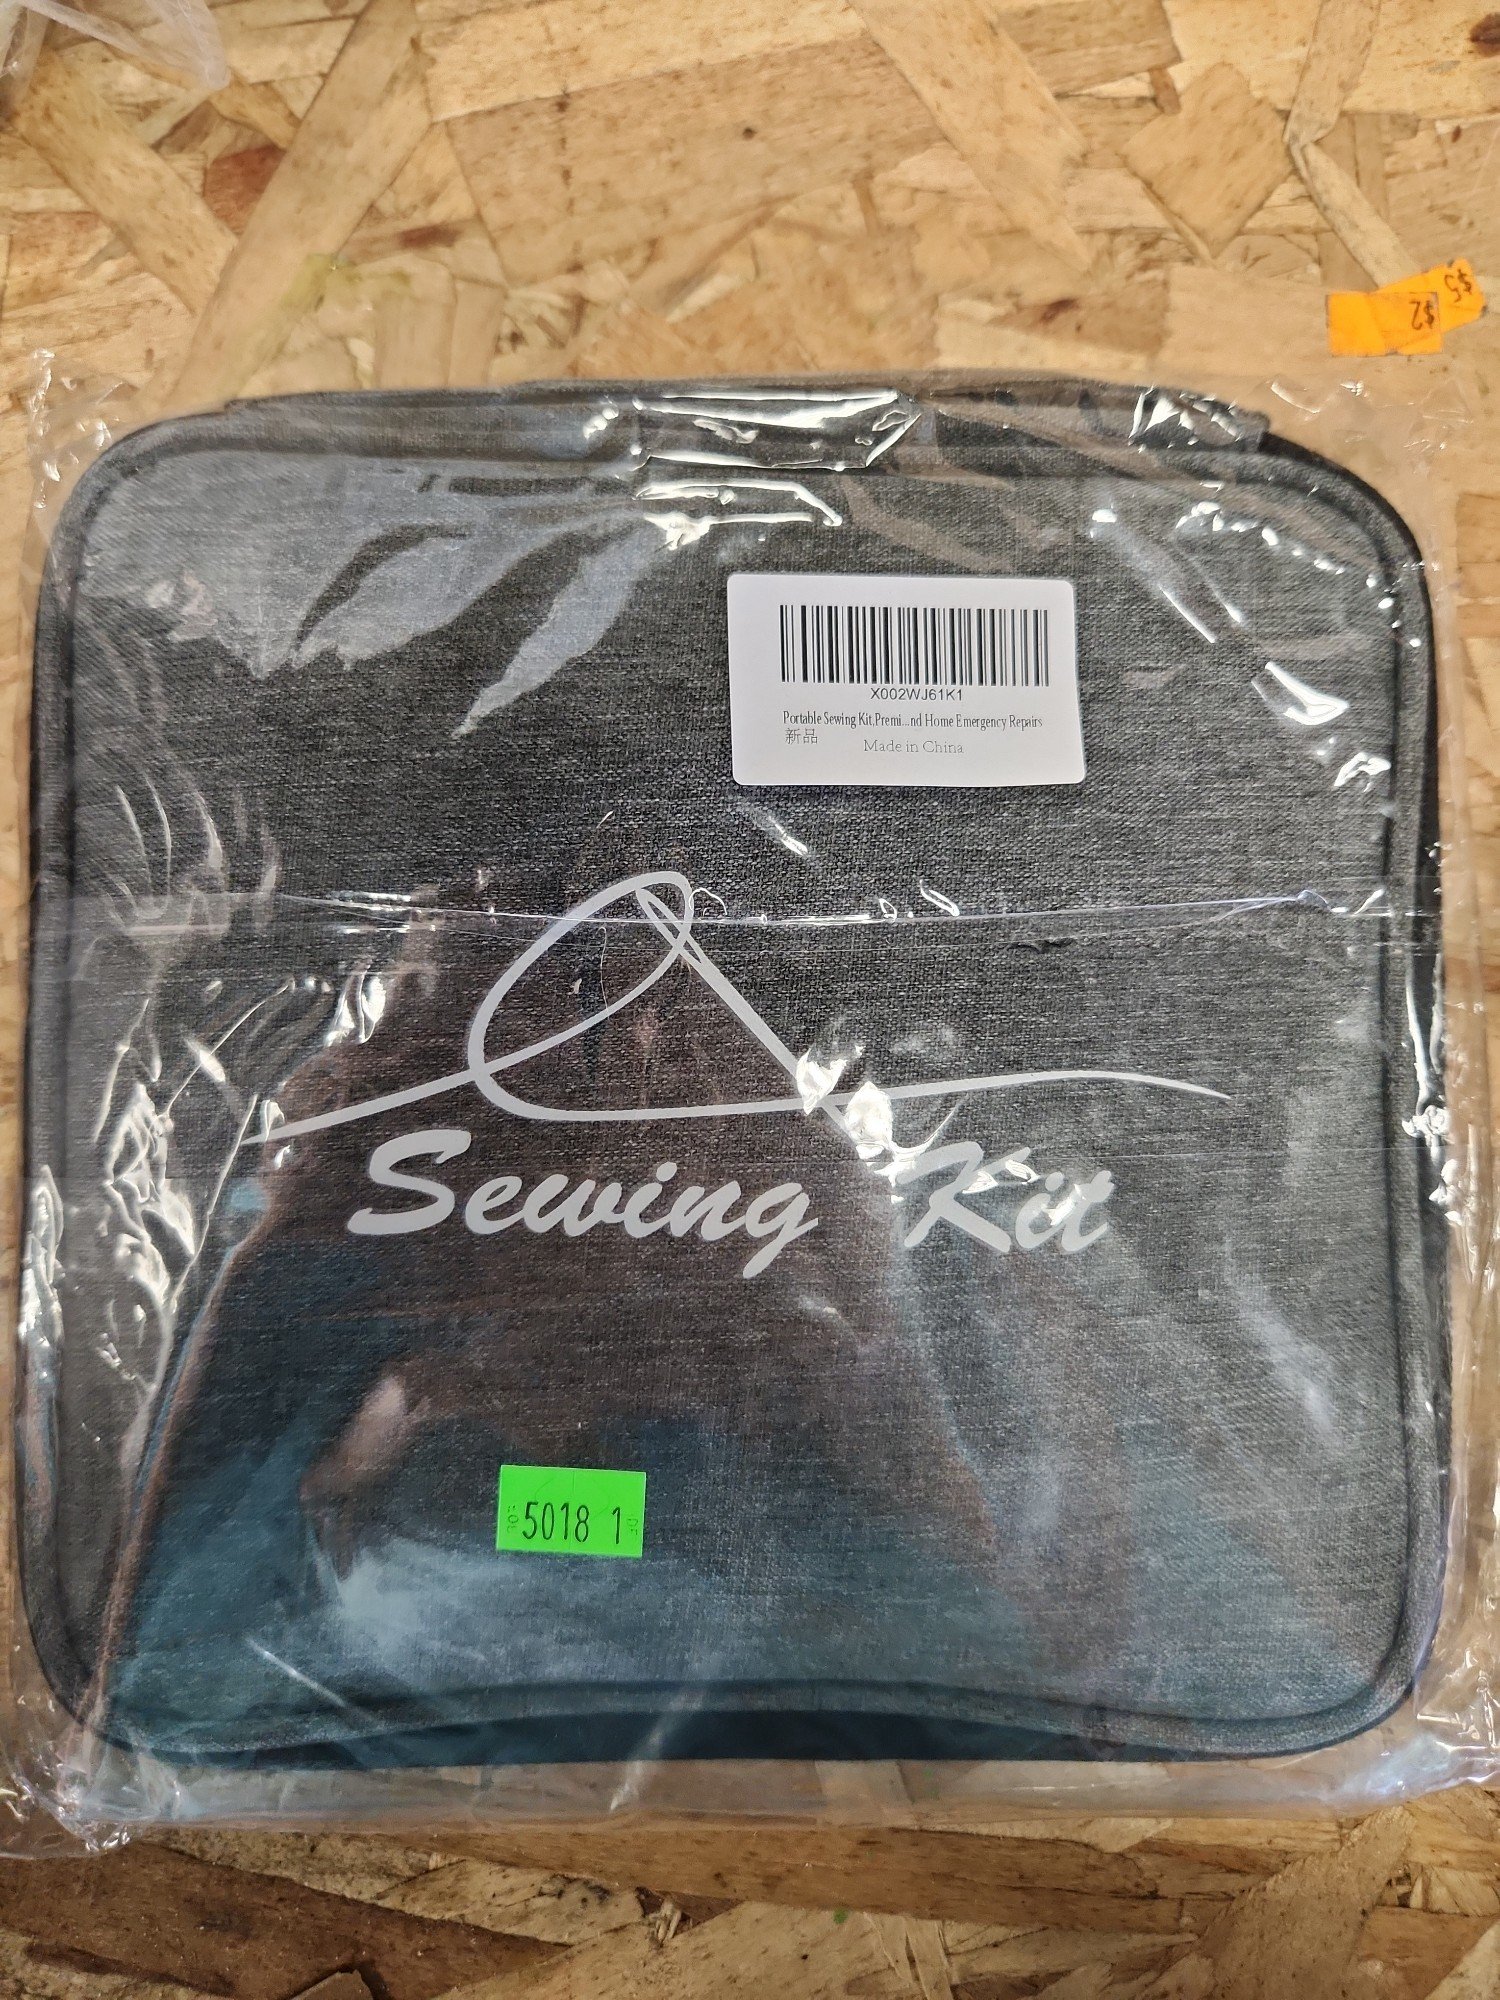 $5
$2
X002WJ61K1
Portable Sewing Kit,Premi...nd Home Emergency Repairs
新品
Made in China
Sewing Kit
5018 1